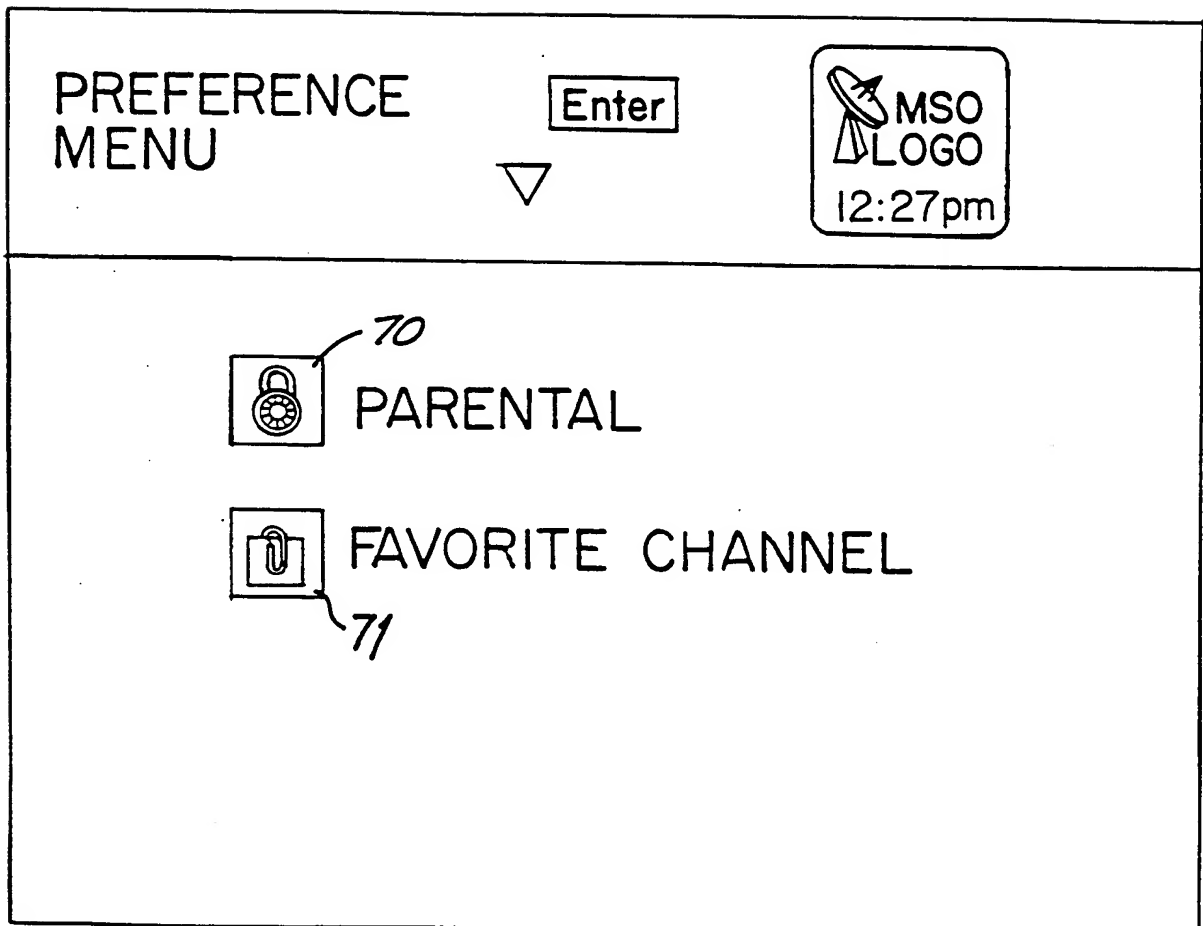 PREFERENCE
MENU
Enter
MSO
LOGO
12:27pm
70
PARENTAL
FAVORITE CHANNEL
71